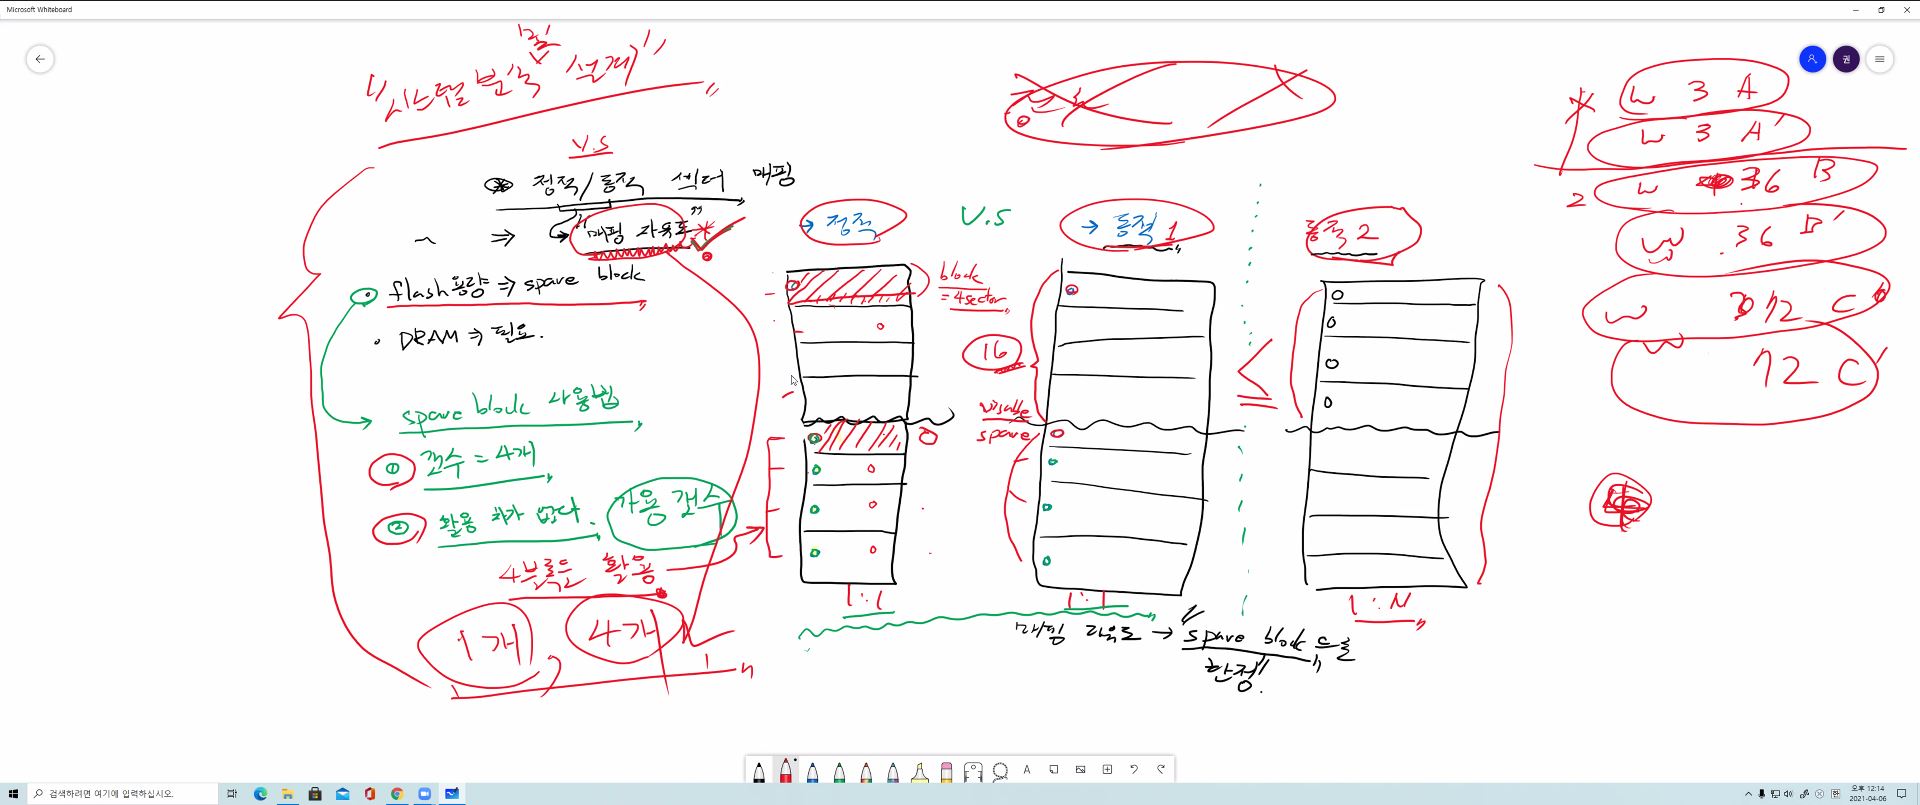 Microsoft Whiteboard
권
"시스템 분석 및 설계"
V.S
정적/동적 섹터 매핑
~ ⇒ → "매핑 자유도"
flash용량 ⇒ spare block
· DRAM ⇒ 필요.
spare block 사용법
① 갯수 = 4개
② 활용 차가 없다. 가용 갯수
4블록 활용
1개, 4개
→ 정적
V.S
→ 동적 1
동적 2
block
= 4sector
16
visible
spare
≤
1:1
1:1
1:N
매핑 자유도 → "spare block 으로
한정!"
W 3 A
W 3 A'
2 W 36 B
W 36 B'
W 72 C
W 72 C'
검색하려면 여기에 입력하십시오.
오후 12:14
2021-04-06